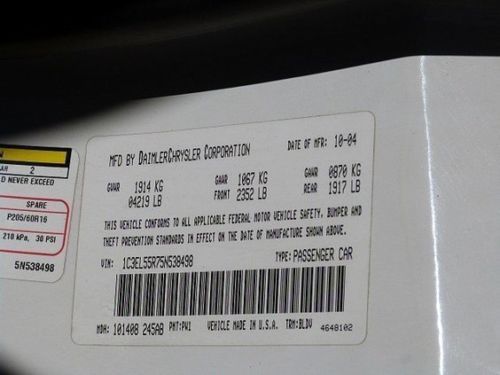 MFD BY DAIMLERCHRYSLER CORPORATION
DATE OF MFR: 10-04
GVWR 1914 KG GAWR 1067 KG GAWR 0870 KG
04219 LB FRONT 2352 LB REAR 1917 LB
THIS VEHICLE CONFORMS TO ALL APPLICABLE FEDERAL MOTOR VEHICLE SAFETY, BUMPER AND
THEFT PREVENTION STANDARDS IN EFFECT ON THE DATE OF MANUFACTURE SHOWN ABOVE.
VIN: 1C3EL55R75N538498 TYPE: PASSENGER CAR
MDH: 101408 245AB PNT: PW1 VEHICLE MADE IN U.S.A. TRM: BLDV
4648102
2
D NEVER EXCEED
SPARE
P205/60R16
210 kPa, 30 PSI
5N538498